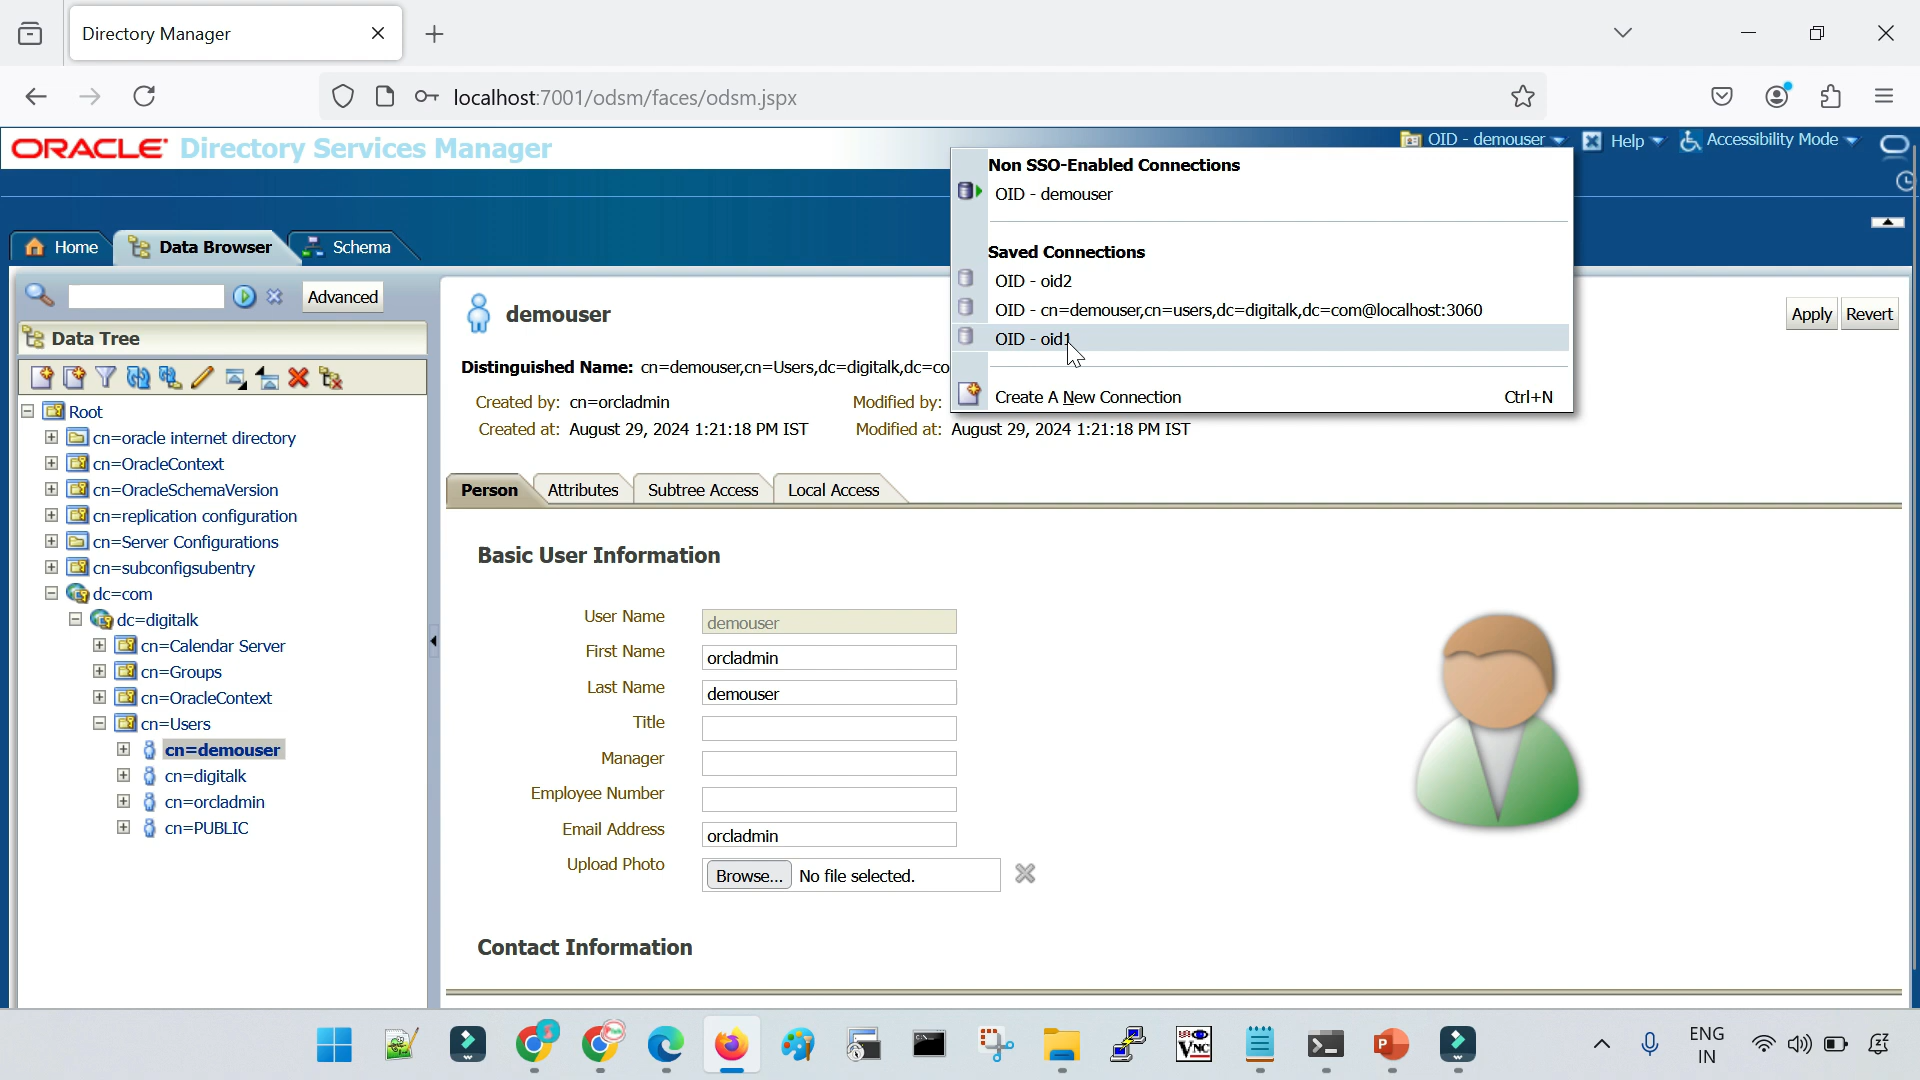 Directory Manager
localhost:7001/odsm/faces/odsm.jspx
ORACLE Directory Services Manager
OID - demouser
Help
Accessibility Mode
Non SSO-Enabled Connections
OID - demouser
Saved Connections
OID - oid2
OID - cn=demouser,cn=users,dc=digitalk,dc=com@localhost:3060
OID - oid1
Create A New Connection Ctrl+N
Home
Data Browser
Schema
Advanced
Data Tree
Root
cn=oracle internet directory
cn=OracleContext
cn=OracleSchemaVersion
cn=replication configuration
cn=Server Configurations
cn=subconfigsubentry
dc=com
dc=digitalk
cn=Calendar Server
cn=Groups
cn=OracleContext
cn=Users
cn=demouser
cn=digitalk
cn=orcladmin
cn=PUBLIC
demouser
Apply
Revert
Distinguished Name: cn=demouser,cn=Users,dc=digitalk,dc=co
Created by: cn=orcladmin
Modified by:
Created at: August 29, 2024 1:21:18 PM IST
Modified at: August 29, 2024 1:21:18 PM IST
Person
Attributes
Subtree Access
Local Access
Basic User Information
User Name demouser
First Name orcladmin
Last Name demouser
Title
Manager
Employee Number
Email Address orcladmin
Upload Photo Browse... No file selected.
Contact Information
VNC
ENG
IN